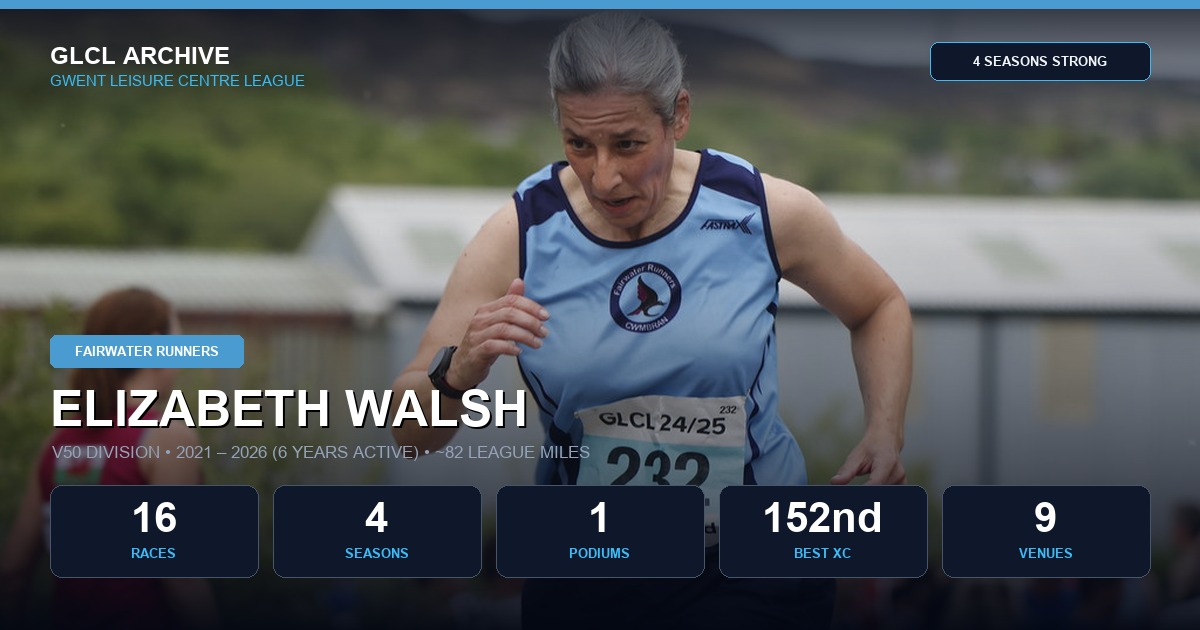 GLCL ARCHIVE
GWENT LEISURE CENTRE LEAGUE
4 SEASONS STRONG
FASTRAX
Fairwater Runners
CWMBRAN
232
GLCL 24/25
232
FAIRWATER RUNNERS
ELIZABETH WALSH
V50 DIVISION • 2021 – 2026 (6 YEARS ACTIVE) • ~82 LEAGUE MILES
16
RACES
4
SEASONS
1
PODIUMS
152nd
BEST XC
9
VENUES